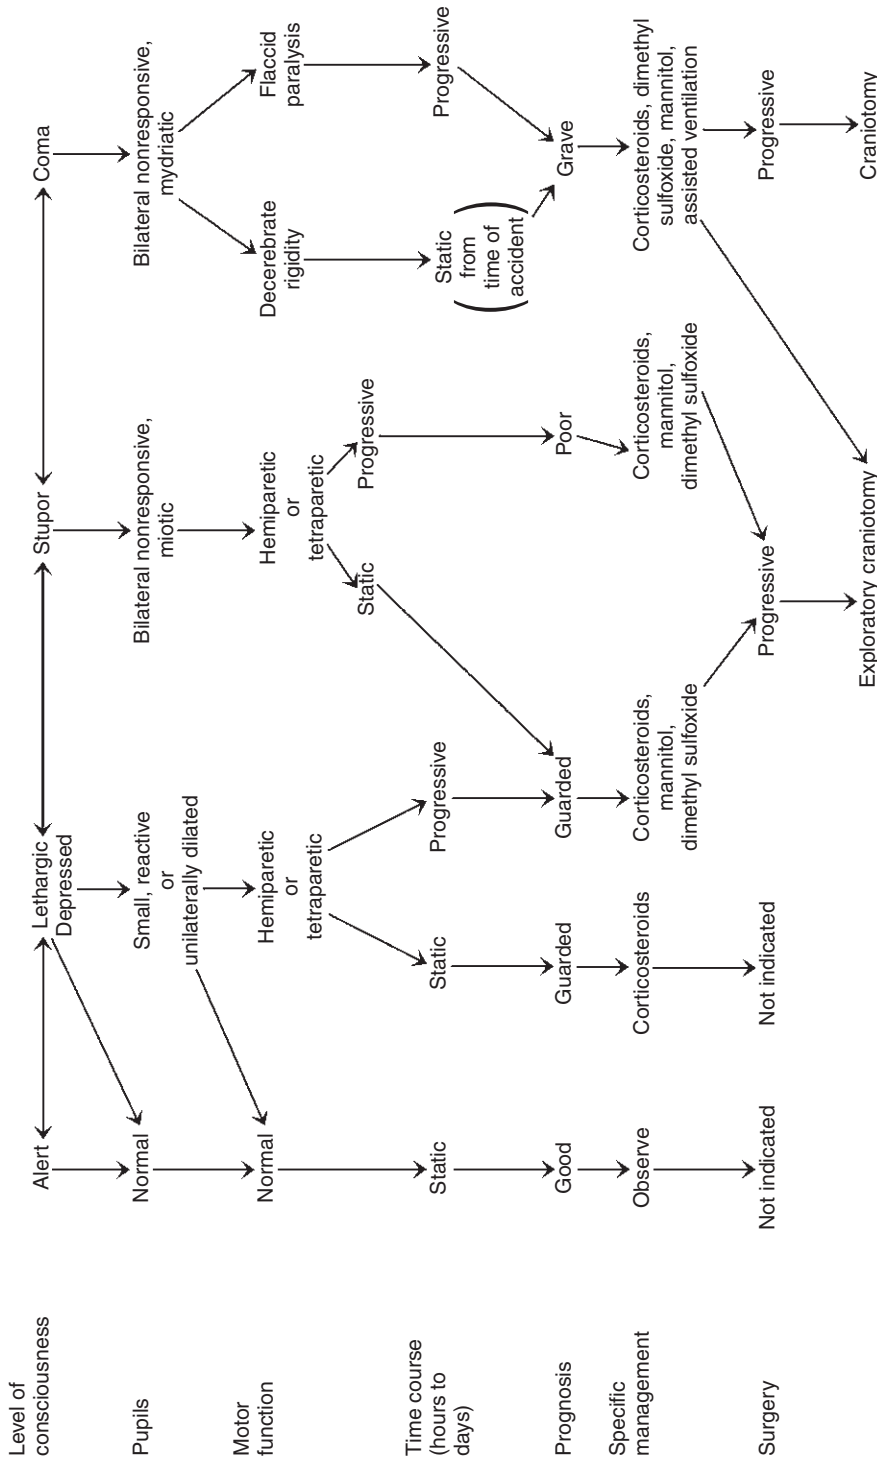 Level of
consciousness
Alert
Lethargic
Depressed
Stupor
Coma
Pupils
Normal
Small, reactive
or
unilaterally dilated
Bilateral nonresponsive,
miotic
Bilateral nonresponsive,
mydriatic
Motor
function
Normal
Hemiparetic
or
tetraparetic
Hemiparetic
or
tetraparetic
Decerebrate
rigidity
Flaccid
paralysis
Time course
(hours to
days)
Static
Static
Progressive
Static
Progressive
Static
from
time of
accident
Progressive
Prognosis
Good
Guarded
Guarded
Poor
Grave
Specific
management
Observe
Corticosteroids
Corticosteroids,
mannitol,
dimethyl sulfoxide
Corticosteroids,
mannitol,
dimethyl sulfoxide
Corticosteroids, dimethyl
sulfoxide, mannitol,
assisted ventilation
Surgery
Not indicated
Not indicated
Progressive
Progressive
Exploratory craniotomy
Craniotomy